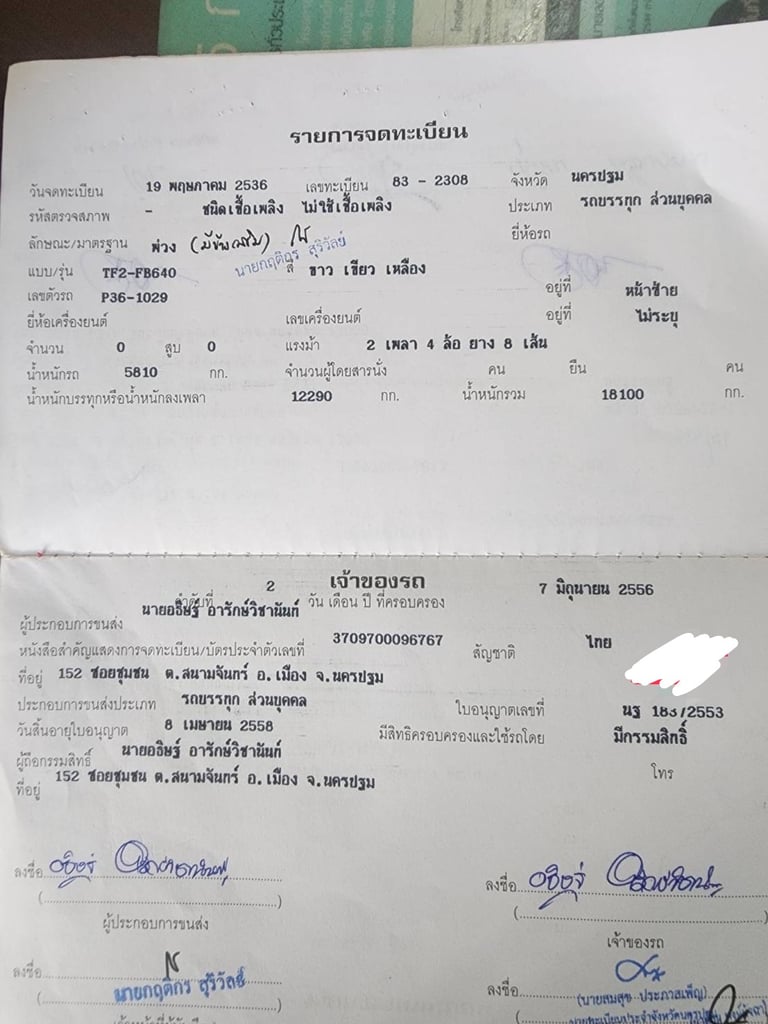 รายการจดทะเบียน
วันจดทะเบียน 19 พฤษภาคม 2536 เลขทะเบียน 83 - 2308 จังหวัด นครปฐม
รหัสตรวจสภาพ - ชนิดเชื้อเพลิง ไม่ใช้เชื้อเพลิง ประเภท รถบรรทุก ส่วนบุคคล
ลักษณะ/มาตรฐาน พ่วง ยี่ห้อรถ
นายกฤติกร สุริวัลย์
แบบ/รุ่น TF2-FB640 สี ขาว เขียว เหลือง
เลขตัวรถ P36-1029 อยู่ที่ หน้าซ้าย
ยี่ห้อเครื่องยนต์ เลขเครื่องยนต์ อยู่ที่ ไม่ระบุ
จำนวน 0 สูบ 0 แรงม้า 2 เพลา 4 ล้อ ยาง 8 เส้น
น้ำหนักรถ 5810 กก. จำนวนผู้โดยสารนั่ง คน ยืน คน
น้ำหนักบรรทุกหรือน้ำหนักลงเพลา 12290 กก. น้ำหนักรวม 18100 กก.
เจ้าของรถ
ลำดับที่ 2 วัน เดือน ปี ที่ครอบครอง 7 มิถุนายน 2556
ผู้ประกอบการขนส่ง นายอธิษฐ์ อารักษ์วิชานันท์
หนังสือสำคัญแสดงการจดทะเบียน/บัตรประจำตัวเลขที่ 3709700096767 สัญชาติ ไทย
ที่อยู่ 152 ซอยชุมชน ต.สนามจันทร์ อ.เมือง จ.นครปฐม
ประกอบการขนส่งประเภท รถบรรทุก ส่วนบุคคล ใบอนุญาตเลขที่ นฐ 183/2553
วันสิ้นอายุใบอนุญาต 8 เมษายน 2558 มีสิทธิครอบครองและใช้รถโดย มีกรรมสิทธิ์
ผู้ถือกรรมสิทธิ์ นายอธิษฐ์ อารักษ์วิชานันท์
ที่อยู่ 152 ซอยชุมชน ต.สนามจันทร์ อ.เมือง จ.นครปฐม โทร
ลงชื่อ ลงชื่อ
ผู้ประกอบการขนส่ง เจ้าของรถ
ลงชื่อ ลงชื่อ
นายกฤติกร สุริวัลย์ (นายสมสุข ประภาสเพ็ญ)